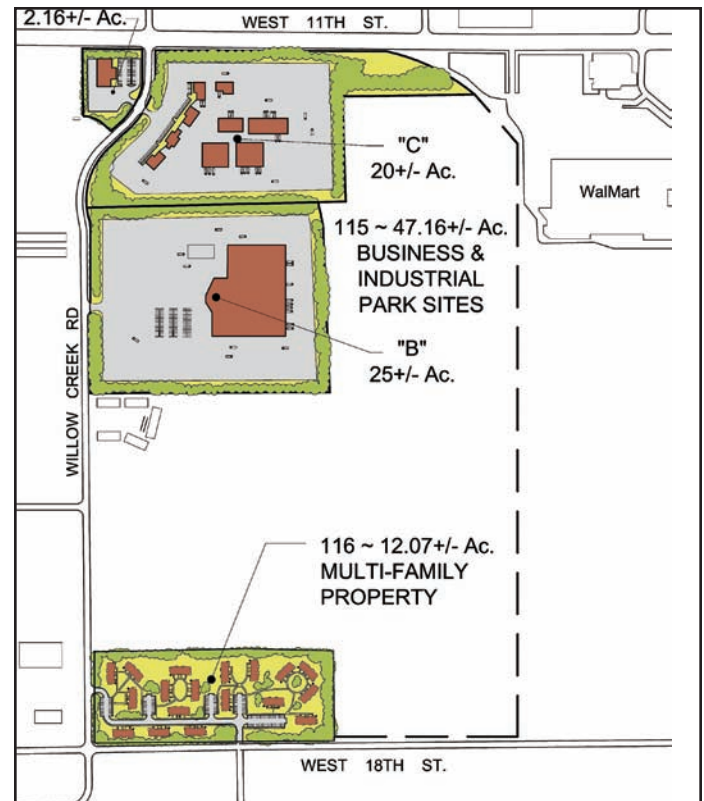 2.16+/- Ac.
WEST 11TH ST.
"C"
20+/- Ac.
WalMart
115 ~ 47.16+/- Ac.
BUSINESS &
INDUSTRIAL
PARK SITES
"B"
25+/- Ac.
WILLOW CREEK RD
116 ~ 12.07+/- Ac.
MULTI-FAMILY
PROPERTY
WEST 18TH ST.